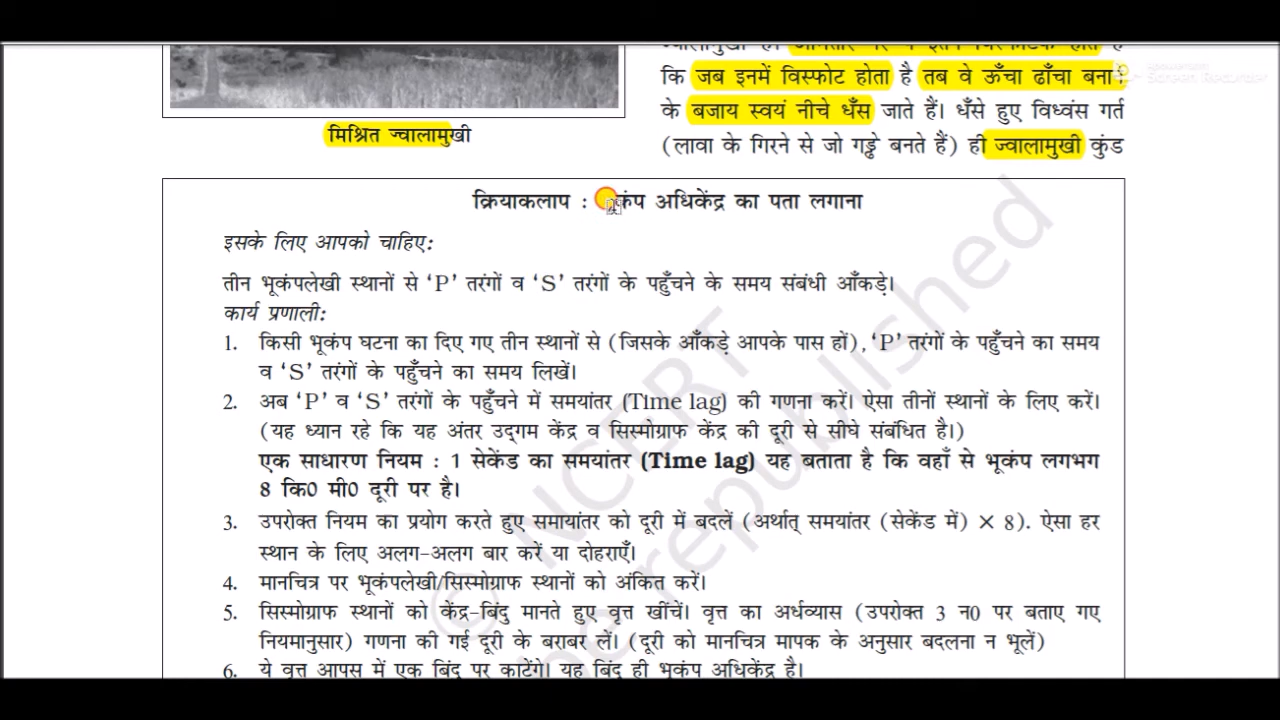 कि जब इनमें विस्फोट होता है तब वे ऊँचा ढाँचा बनाने
के बजाय स्वयं नीचे धँस जाते हैं। धँसे हुए विध्वंस गर्त
मिश्रित ज्वालामुखी
(लावा के गिरने से जो गड्ढे बनते हैं) ही ज्वालामुखी कुंड
क्रियाकलाप : भूकंप अधिकेंद्र का पता लगाना
इसके लिए आपको चाहिए:
तीन भूकंपलेखी स्थानों से 'P' तरंगों व 'S' तरंगों के पहुँचने के समय संबंधी आँकड़े।
कार्य प्रणाली:
1. किसी भूकंप घटना का दिए गए तीन स्थानों से (जिसके आँकड़े आपके पास हों), 'P' तरंगों के पहुँचने का समय
व 'S' तरंगों के पहुँचने का समय लिखें।
2. अब 'P' व 'S' तरंगों के पहुँचने में समयांतर (Time lag) की गणना करें। ऐसा तीनों स्थानों के लिए करें।
(यह ध्यान रहे कि यह अंतर उद्गम केंद्र व सिस्मोग्राफ केंद्र की दूरी से सीधे संबंधित है।)
एक साधारण नियम : 1 सेकेंड का समयांतर (Time lag) यह बताता है कि वहाँ से भूकंप लगभग
8 कि0 मी0 दूरी पर है।
3. उपरोक्त नियम का प्रयोग करते हुए समायांतर को दूरी में बदलें (अर्थात् समयांतर (सेकेंड में) × 8). ऐसा हर
स्थान के लिए अलग-अलग बार करें या दोहराएँ।
4. मानचित्र पर भूकंपलेखी/सिस्मोग्राफ स्थानों को अंकित करें।
5. सिस्मोग्राफ स्थानों को केंद्र-बिंदु मानते हुए वृत्त खींचें। वृत्त का अर्धव्यास (उपरोक्त 3 न0 पर बताए गए
नियमानुसार) गणना की गई दूरी के बराबर लें। (दूरी को मानचित्र मापक के अनुसार बदलना न भूलें)
6. ये वृत्त आपस में एक बिंदु पर काटेंगे। यह बिंदु ही भूकंप अधिकेंद्र है।
© NCERT
be republished
Screen Recorder